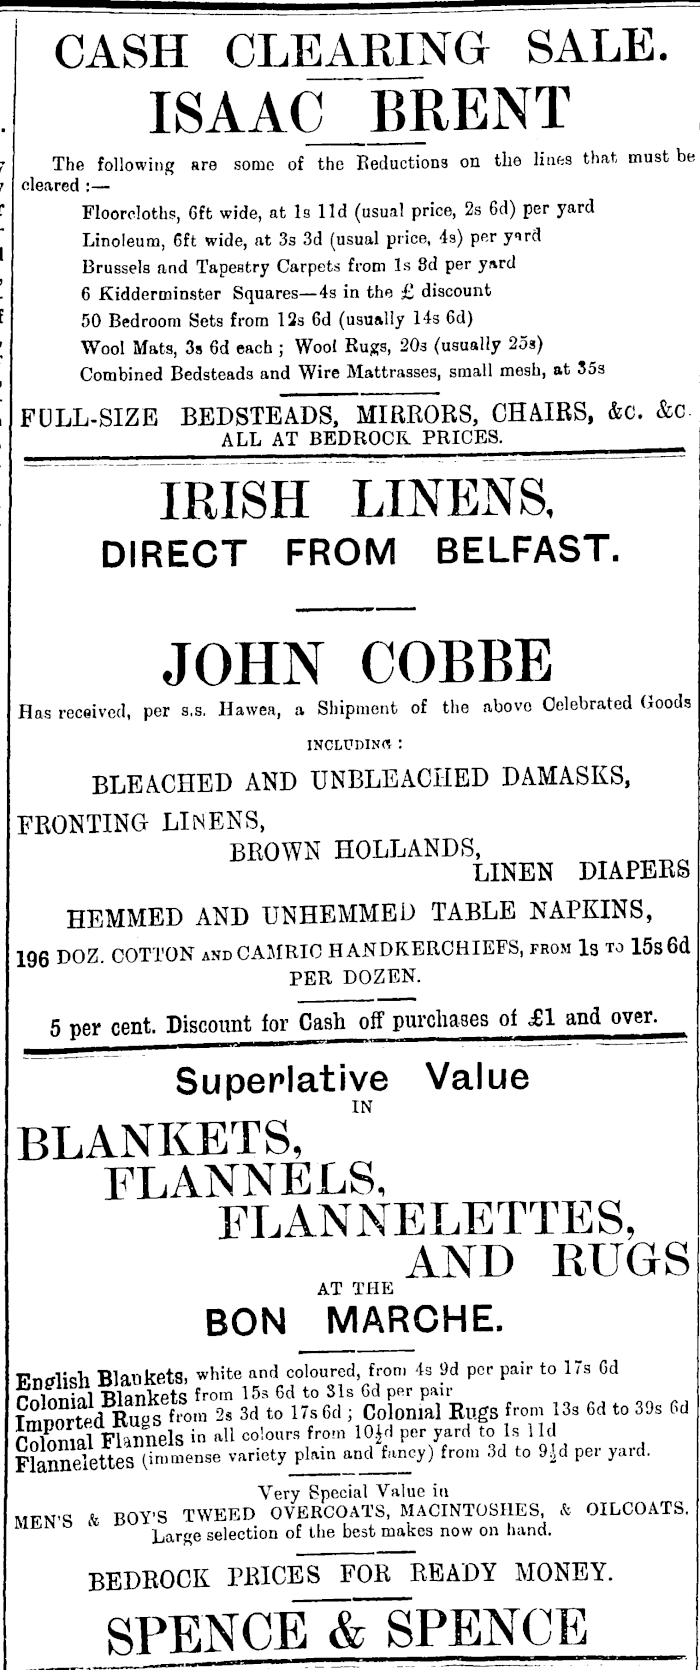 CASH CLEARING SALE.
ISAAC BRENT
The following are some of the Reductions on the lines that must be
cleared :—
Floorcloths, 6ft wide, at 1s 11d (usual price, 2s 6d) per yard
Linoleum, 6ft wide, at 3s 3d (usual price, 4s) per yard
Brussels and Tapestry Carpets from 1s 8d per yard
6 Kidderminster Squares—4s in the £ discount
50 Bedroom Sets from 12s 6d (usually 14s 6d)
Wool Mats, 3s 6d each ; Wool Rugs, 20s (usually 25s)
Combined Bedsteads and Wire Mattrasses, small mesh, at 35s
FULL-SIZE BEDSTEADS, MIRRORS, CHAIRS, &c. &c.
ALL AT BEDROCK PRICES.
IRISH LINENS,
DIRECT FROM BELFAST.
JOHN COBBE
Has received, per s.s. Hawea, a Shipment of the above Celebrated Goods
INCLUDING :
BLEACHED AND UNBLEACHED DAMASKS,
FRONTING LINENS,
BROWN HOLLANDS,
LINEN DIAPERS
HEMMED AND UNHEMMED TABLE NAPKINS,
196 DOZ. COTTON AND CAMRIC HANDKERCHIEFS, FROM 1s TO 15s 6d
PER DOZEN.
5 per cent. Discount for Cash off purchases of £1 and over.
Superlative Value
IN
BLANKETS,
FLANNELS,
FLANNELETTES,
AND RUGS
AT THE
BON MARCHE.
English Blankets, white and coloured, from 4s 9d per pair to 17s 6d
Colonial Blankets from 15s 6d to 31s 6d per pair
Imported Rugs from 2s 3d to 17s 6d ; Colonial Rugs from 13s 6d to 39s 6d
Colonial Flannels in all colours from 10½d per yard to 1s 11d
Flannelettes (immense variety plain and fancy) from 3d to 9½d per yard.
Very Special Value in
MEN'S & BOY'S TWEED OVERCOATS, MACINTOSHES, & OILCOATS.
Large selection of the best makes now on hand.
BEDROCK PRICES FOR READY MONEY.
SPENCE & SPENCE